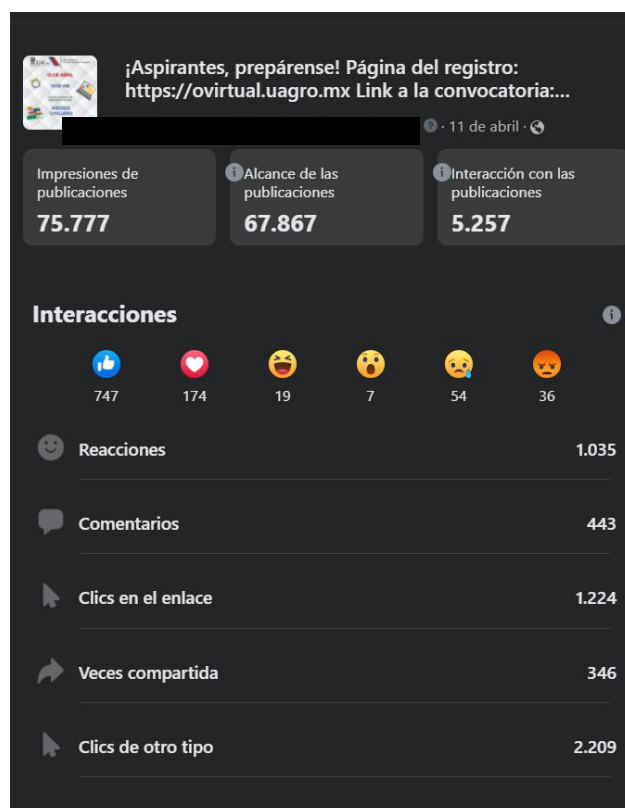 ¡Aspirantes, prepárense! Página del registro:
https://ovirtual.uagro.mx Link a la convocatoria:...
· 11 de abril ·
Impresiones de
publicaciones
75.777
Alcance de las
publicaciones
67.867
Interacción con las
publicaciones
5.257
Interacciones
747 174 19 7 54 36
Reacciones 1.035
Comentarios 443
Clics en el enlace 1.224
Veces compartida 346
Clics de otro tipo 2.209